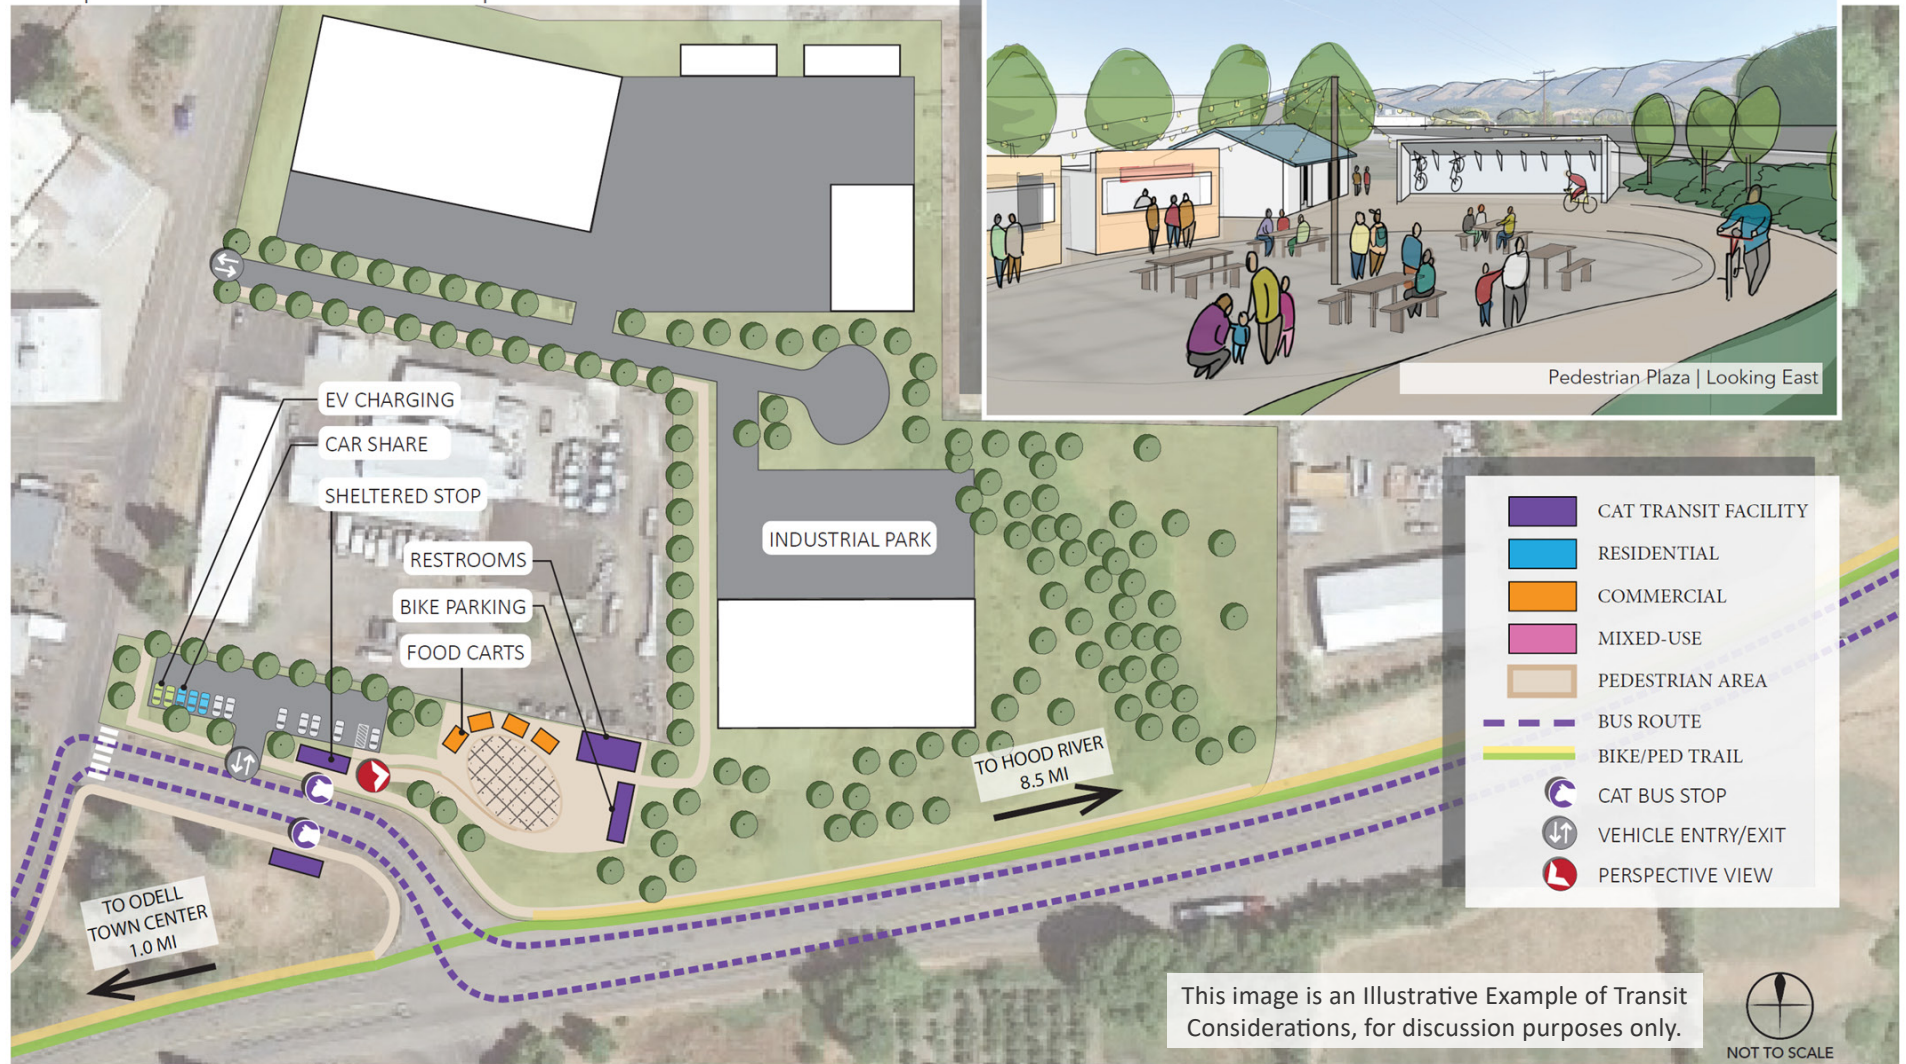 Pedestrian Plaza | Looking East
EV CHARGING
CAR SHARE
SHELTERED STOP
RESTROOMS
BIKE PARKING
FOOD CARTS
INDUSTRIAL PARK
TO HOOD RIVER
8.5 MI
TO ODELL
TOWN CENTER
1.0 MI
CAT TRANSIT FACILITY
RESIDENTIAL
COMMERCIAL
MIXED-USE
PEDESTRIAN AREA
BUS ROUTE
BIKE/PED TRAIL
CAT BUS STOP
VEHICLE ENTRY/EXIT
PERSPECTIVE VIEW
This image is an Illustrative Example of Transit
Considerations, for discussion purposes only.
NOT TO SCALE